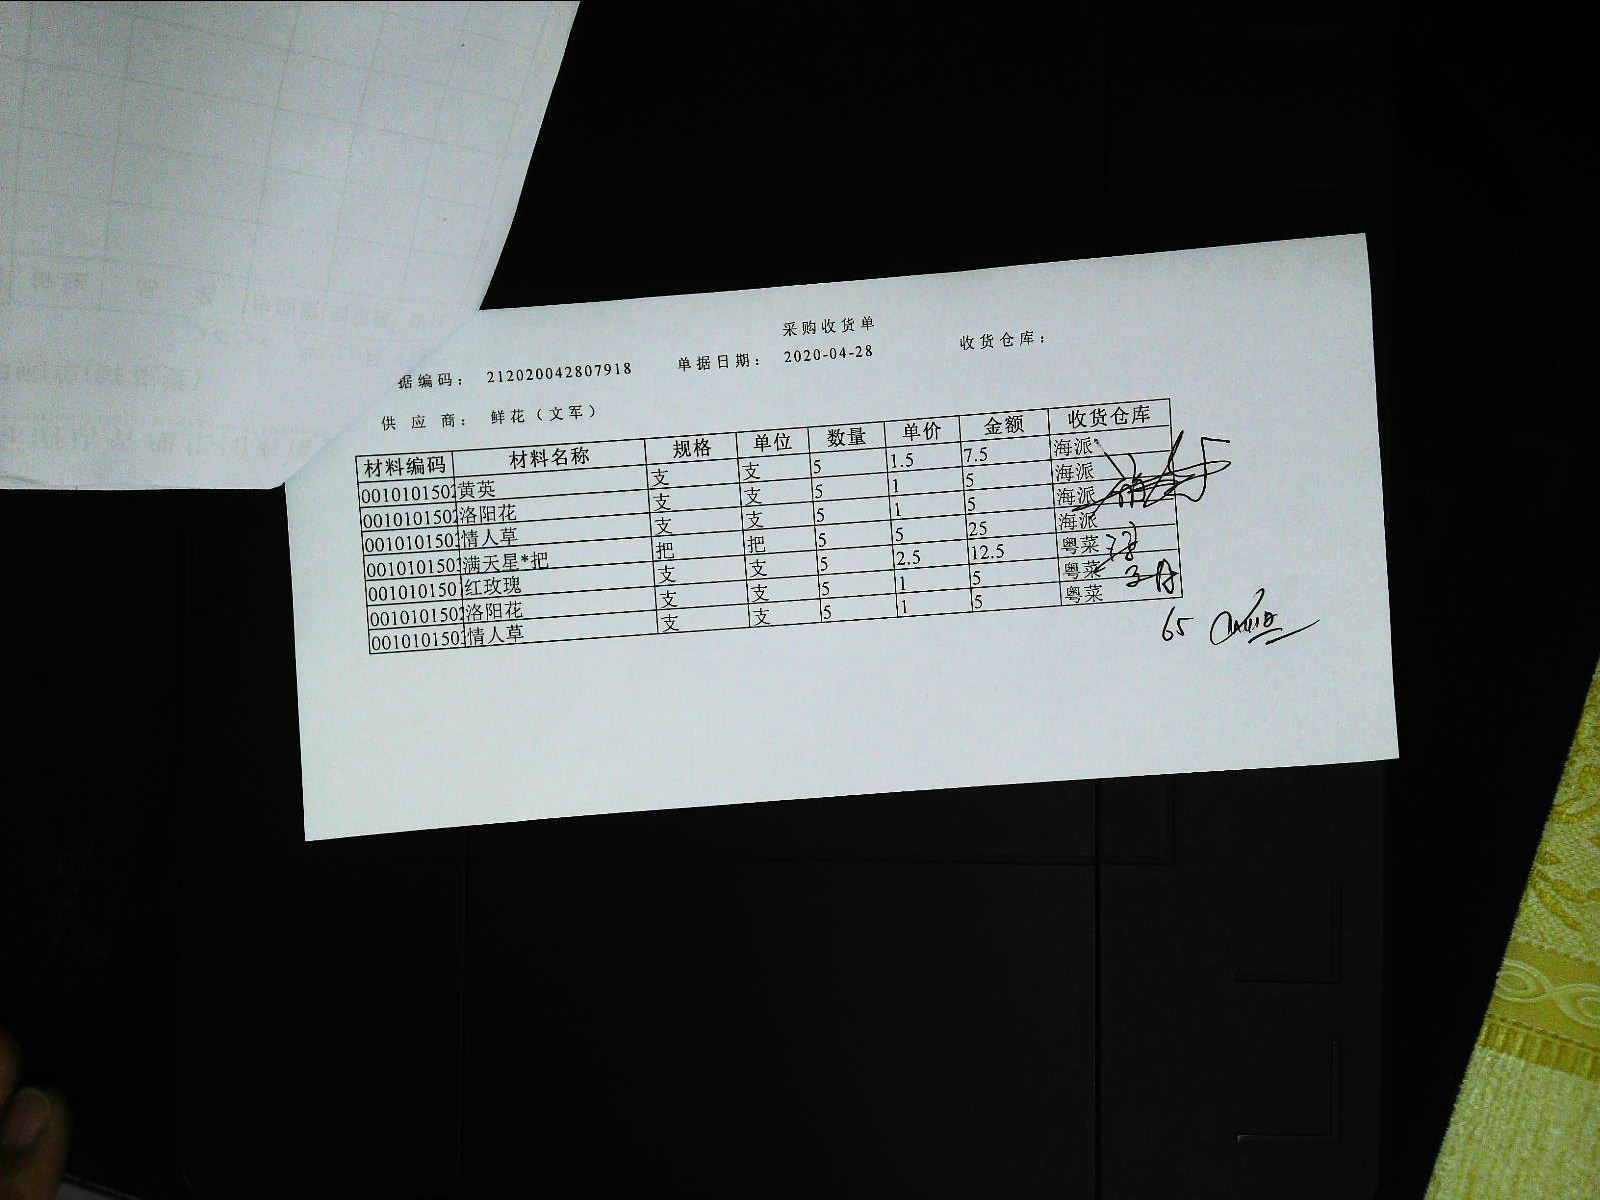 采购收货单
据编码： 212020042807918 单据日期： 2020-04-28 收货仓库：
供 应 商： 鲜花（文军）
材料编码 材料名称 规格 单位 数量 单价 金额 收货仓库
0010101502 黄英 支 支 5 1.5 7.5 海派
0010101502 洛阳花 支 支 5 1 5 海派
0010101503 情人草 支 支 5 1 5 海派
0010101503 满天星*把 把 把 5 5 25 海派
0010101501 红玫瑰 支 支 5 2.5 12.5 粤菜
0010101502 洛阳花 支 支 5 1 5 粤菜
0010101503 情人草 支 支 5 1 5 粤菜
65